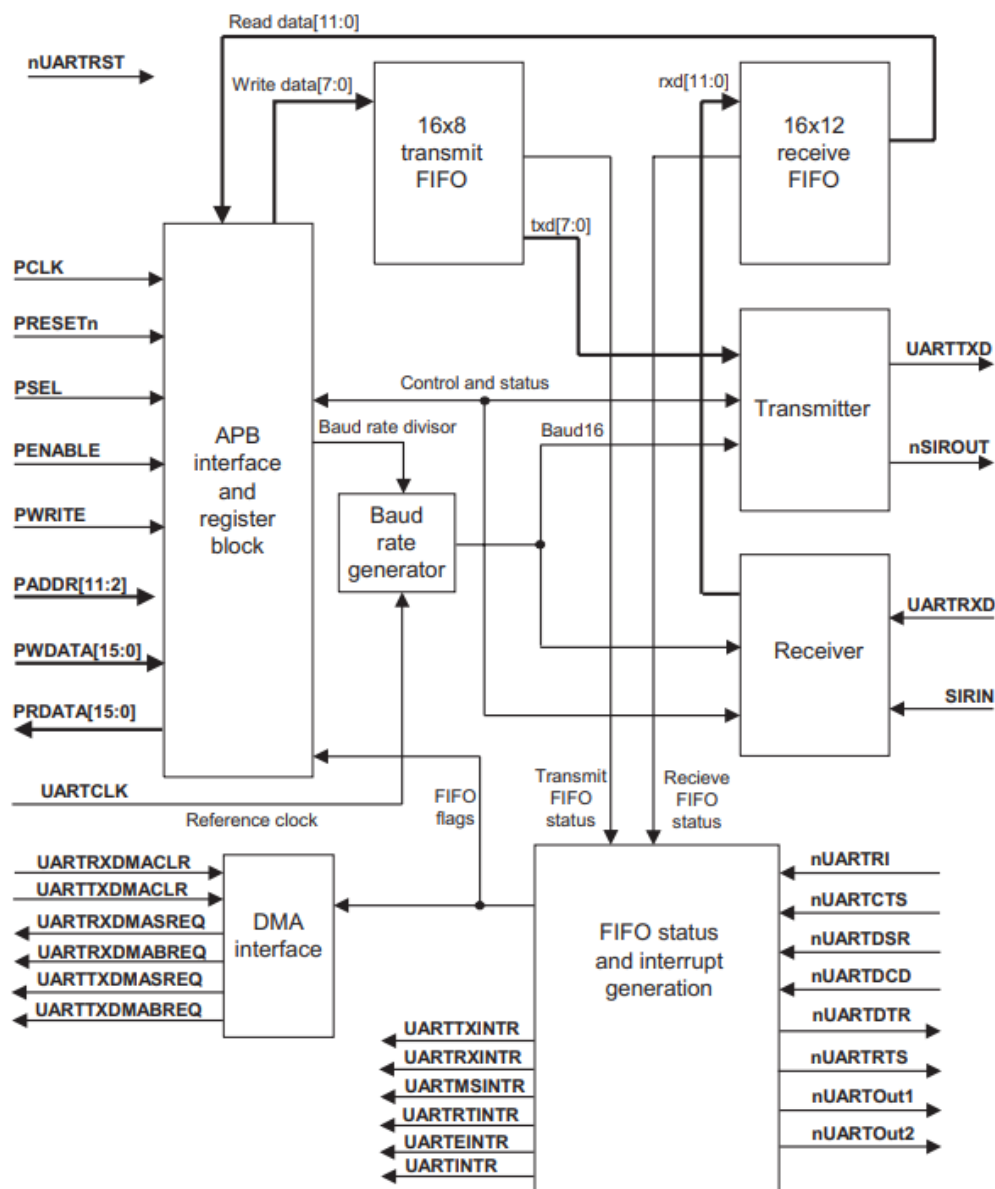 Read data[11:0]
nUARTRST
Write data[7:0]
rxd[11:0]
16x8
transmit
FIFO
16x12
receive
FIFO
txd[7:0]
PCLK
PRESETn
PSEL
PENABLE
PWRITE
PADDR[11:2]
PWDATA[15:0]
PRDATA[15:0]
APB
interface
and
register
block
Control and status
Baud rate divisor
Baud16
Baud
rate
generator
Transmitter
UARTTXD
nSIROUT
Receiver
UARTRXD
SIRIN
UARTCLK
Reference clock
FIFO
flags
Transmit
FIFO
status
Recieve
FIFO
status
UARTRXDMACLR
UARTTXDMACLR
UARTRXDMASREQ
UARTRXDMABREQ
UARTTXDMASREQ
UARTTXDMABREQ
DMA
interface
FIFO status
and interrupt
generation
nUARTRI
nUARTCTS
nUARTDSR
nUARTDCD
nUARTDTR
nUARTRTS
nUARTOut1
nUARTOut2
UARTTXINTR
UARTRXINTR
UARTMSINTR
UARTRTINTR
UARTEINTR
UARTINTR